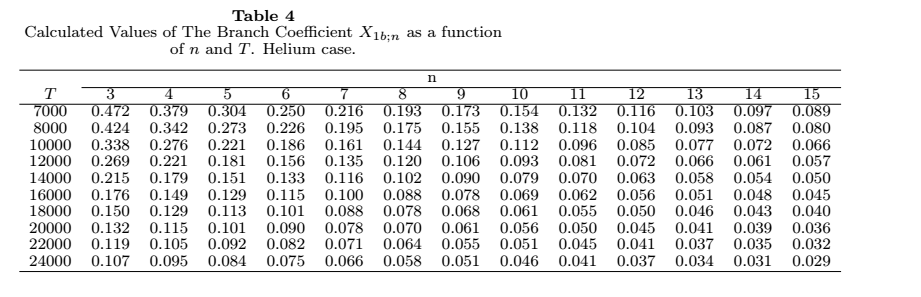 Table 4
Calculated Values of The Branch Coefficient X1b;n as a function
of n and T. Helium case.
n
T 3 4 5 6 7 8 9 10 11 12 13 14 15
7000 0.472 0.379 0.304 0.250 0.216 0.193 0.173 0.154 0.132 0.116 0.103 0.097 0.089
8000 0.424 0.342 0.273 0.226 0.195 0.175 0.155 0.138 0.118 0.104 0.093 0.087 0.080
10000 0.338 0.276 0.221 0.186 0.161 0.144 0.127 0.112 0.096 0.085 0.077 0.072 0.066
12000 0.269 0.221 0.181 0.156 0.135 0.120 0.106 0.093 0.081 0.072 0.066 0.061 0.057
14000 0.215 0.179 0.151 0.133 0.116 0.102 0.090 0.079 0.070 0.063 0.058 0.054 0.050
16000 0.176 0.149 0.129 0.115 0.100 0.088 0.078 0.069 0.062 0.056 0.051 0.048 0.045
18000 0.150 0.129 0.113 0.101 0.088 0.078 0.068 0.061 0.055 0.050 0.046 0.043 0.040
20000 0.132 0.115 0.101 0.090 0.078 0.070 0.061 0.056 0.050 0.045 0.041 0.039 0.036
22000 0.119 0.105 0.092 0.082 0.071 0.064 0.055 0.051 0.045 0.041 0.037 0.035 0.032
24000 0.107 0.095 0.084 0.075 0.066 0.058 0.051 0.046 0.041 0.037 0.034 0.031 0.029